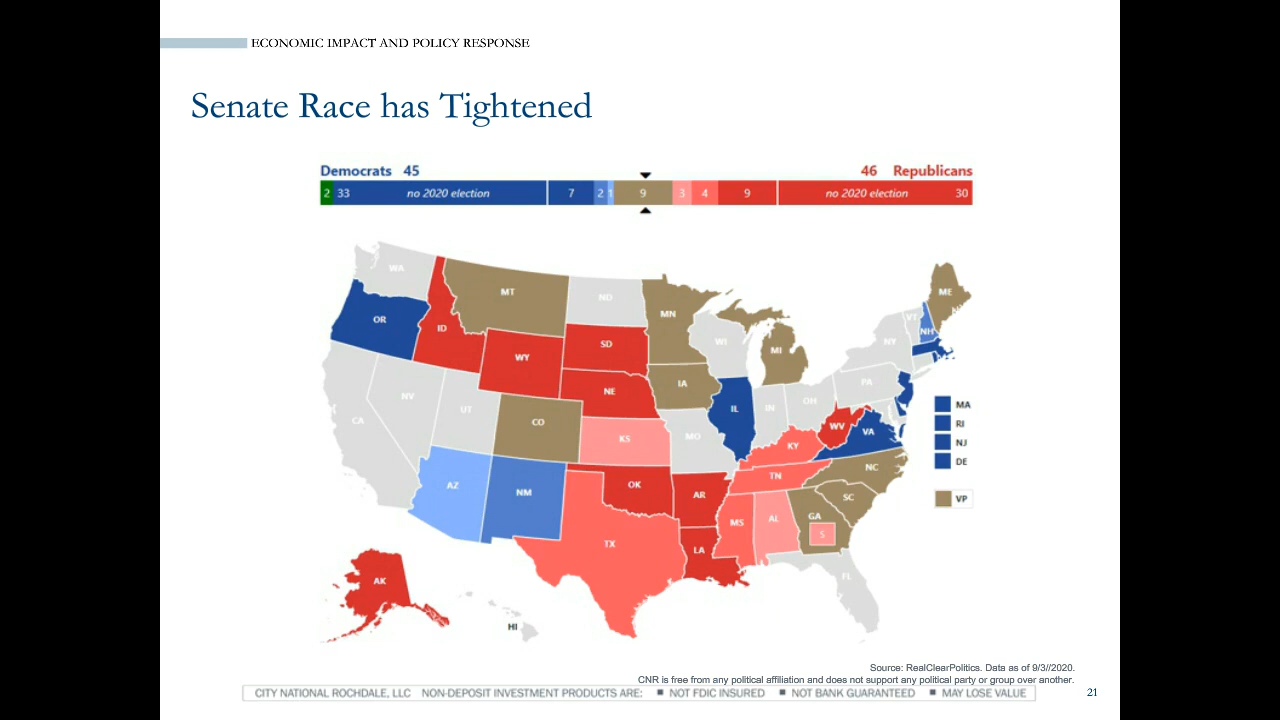 ECONOMIC IMPACT AND POLICY RESPONSE
Senate Race has Tightened
Democrats 45
46 Republicans
2 33 no 2020 election 7 2 1 9 3 4 9 no 2020 election 30
WA
MT
ND
MN
ME
OR
ID
SD
WI
MI
VT
NH
NY
WY
NE
IA
PA
NV
UT
CO
IL
IN
OH
MA
CA
KS
MO
KY
WV
VA
RI
NJ
DE
AZ
NM
OK
AR
TN
NC
VP
TX
LA
MS
AL
GA
SC
S
AK
HI
FL
Source: RealClearPolitics. Data as of 9/3//2020.
CNR is free from any political affiliation and does not support any political party or group over another.
CITY NATIONAL ROCHDALE, LLC NON-DEPOSIT INVESTMENT PRODUCTS ARE: ■ NOT FDIC INSURED ■ NOT BANK GUARANTEED ■ MAY LOSE VALUE
21